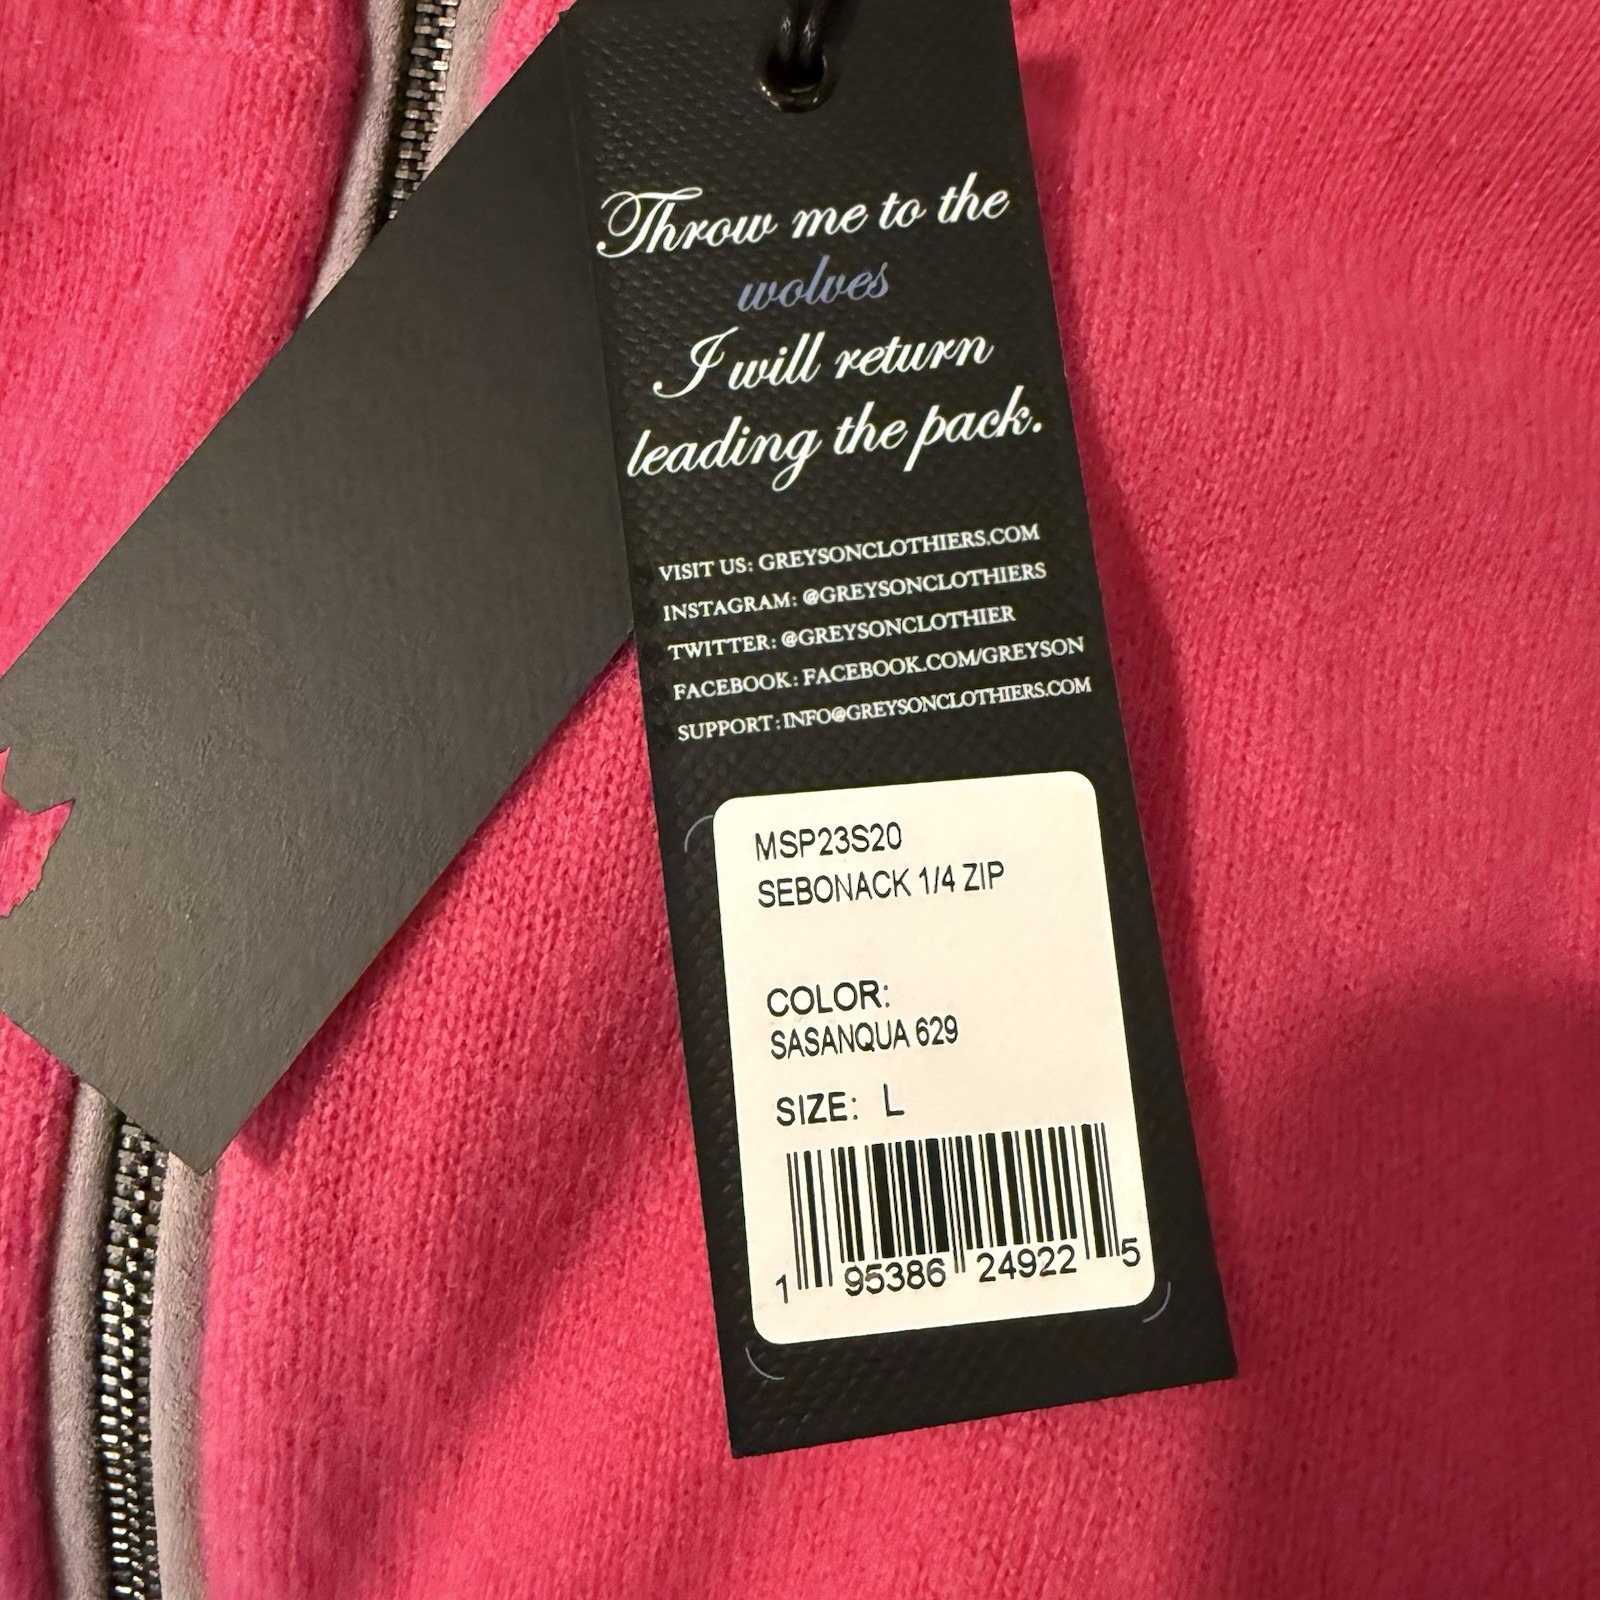 Throw me to the
wolves
I will return
leading the pack.
VISIT US: GREYSONCLOTHIERS.COM
INSTAGRAM: @GREYSONCLOTHIERS
TWITTER: @GREYSONCLOTHIER
FACEBOOK: FACEBOOK.COM/GREYSON
SUPPORT: INFO@GREYSONCLOTHIERS.COM
MSP23S20
SEBONACK 1/4 ZIP
COLOR:
SASANQUA 629
SIZE: L
1 95386 24922 5